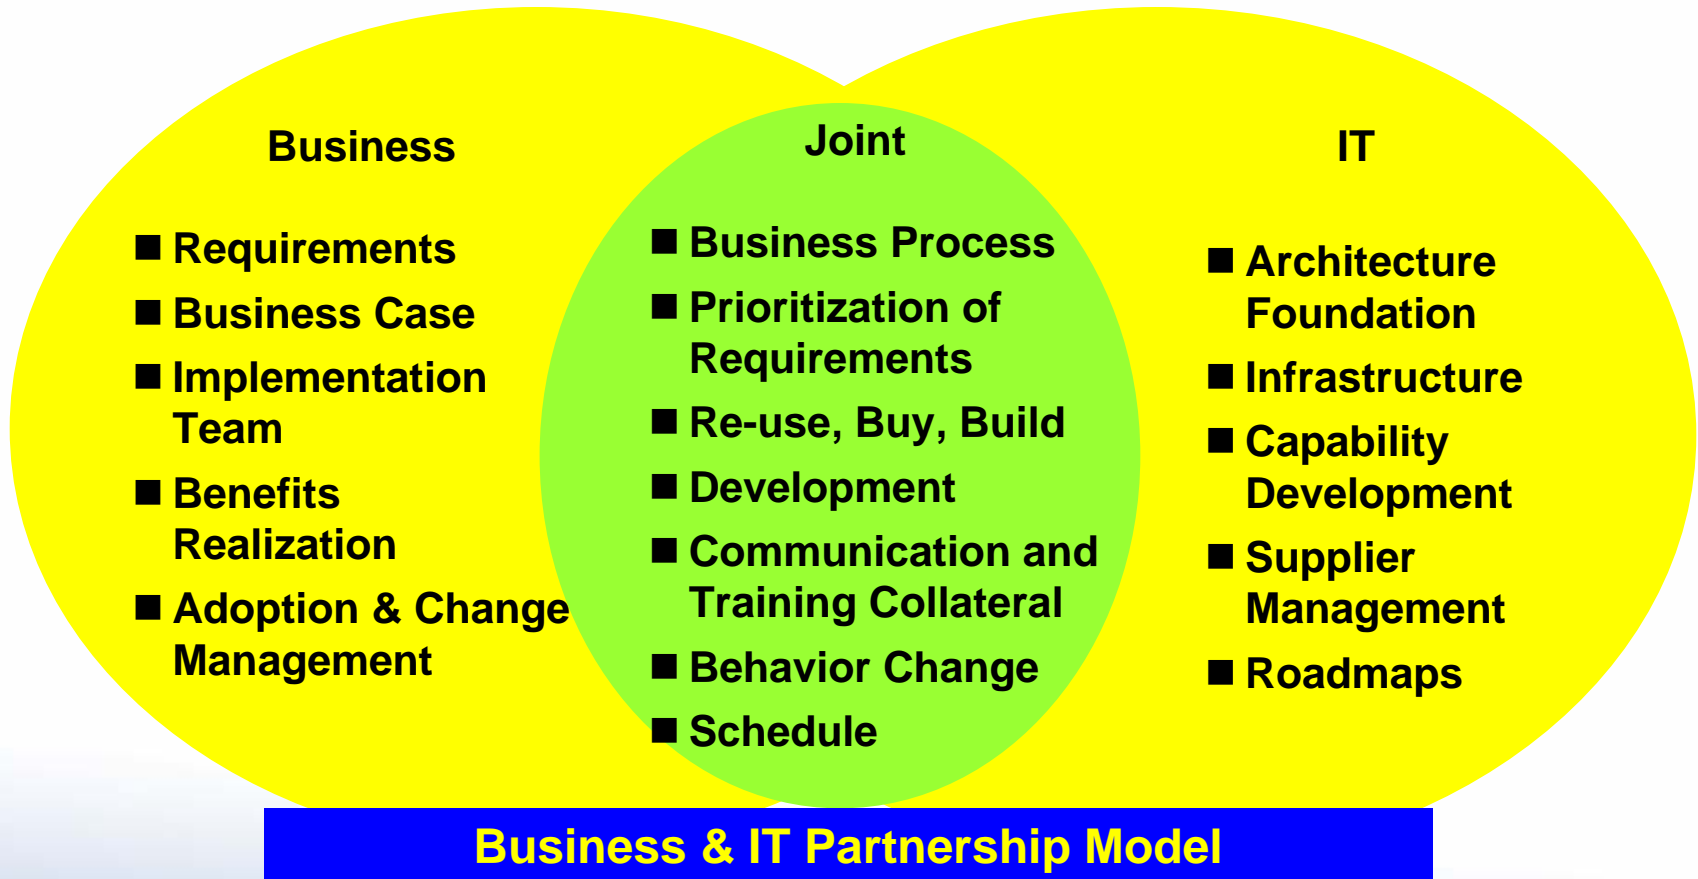 Business
■ Requirements
■ Business Case
■ Implementation
Team
■ Benefits
Realization
■ Adoption & Change
Management
Joint
■ Business Process
■ Prioritization of
Requirements
■ Re-use, Buy, Build
■ Development
■ Communication and
Training Collateral
■ Behavior Change
■ Schedule
IT
■ Architecture
Foundation
■ Infrastructure
■ Capability
Development
■ Supplier
Management
■ Roadmaps
Business & IT Partnership Model